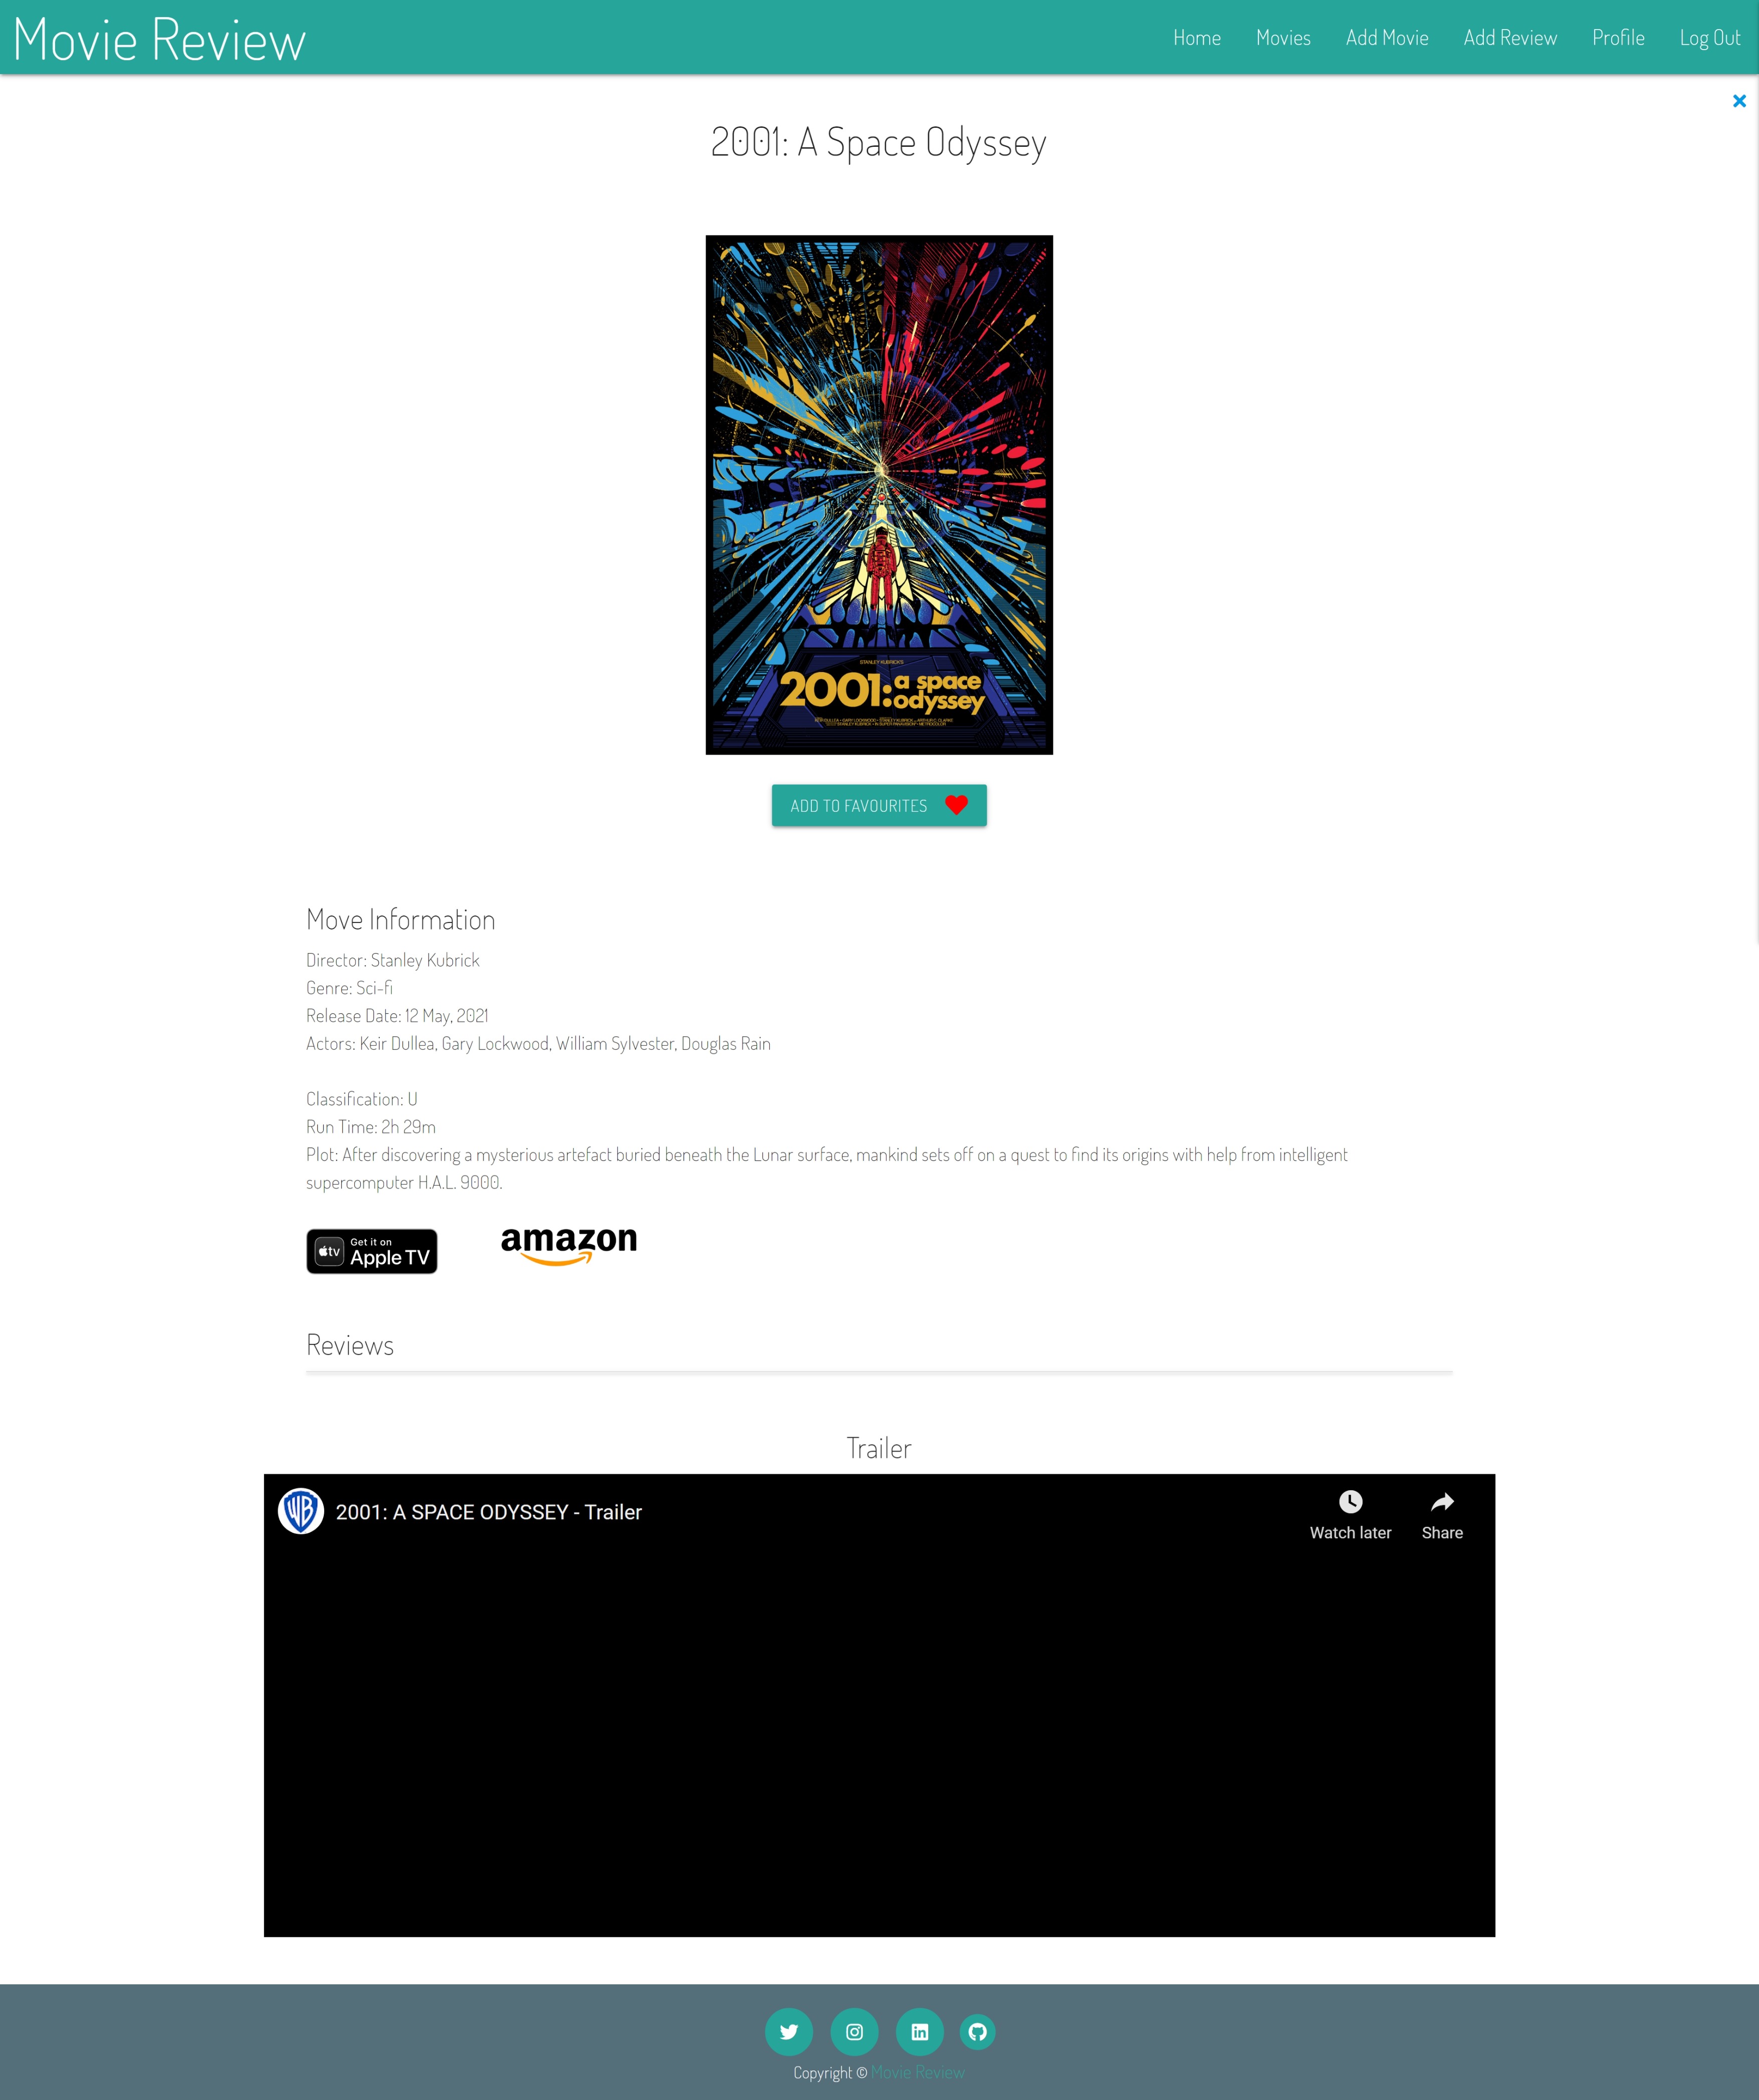 Movie Review
Home Movies Add Movie Add Review Profile Log Out
2001: A Space Odyssey
STANLEY KUBRICK'S
2001: a space
odyssey
ADD TO FAVOURITES
Move Information
Director: Stanley Kubrick
Genre: Sci-fi
Release Date: 12 May, 2021
Actors: Keir Dullea, Gary Lockwood, William Sylvester, Douglas Rain
Classification: U
Run Time: 2h 29m
Plot: After discovering a mysterious artefact buried beneath the Lunar surface, mankind sets off on a quest to find its origins with help from intelligent
supercomputer H.A.L. 9000.
tv Get it on
Apple TV
amazon
Reviews
Trailer
WB 2001: A SPACE ODYSSEY - Trailer
Watch later Share
Copyright © Movie Review